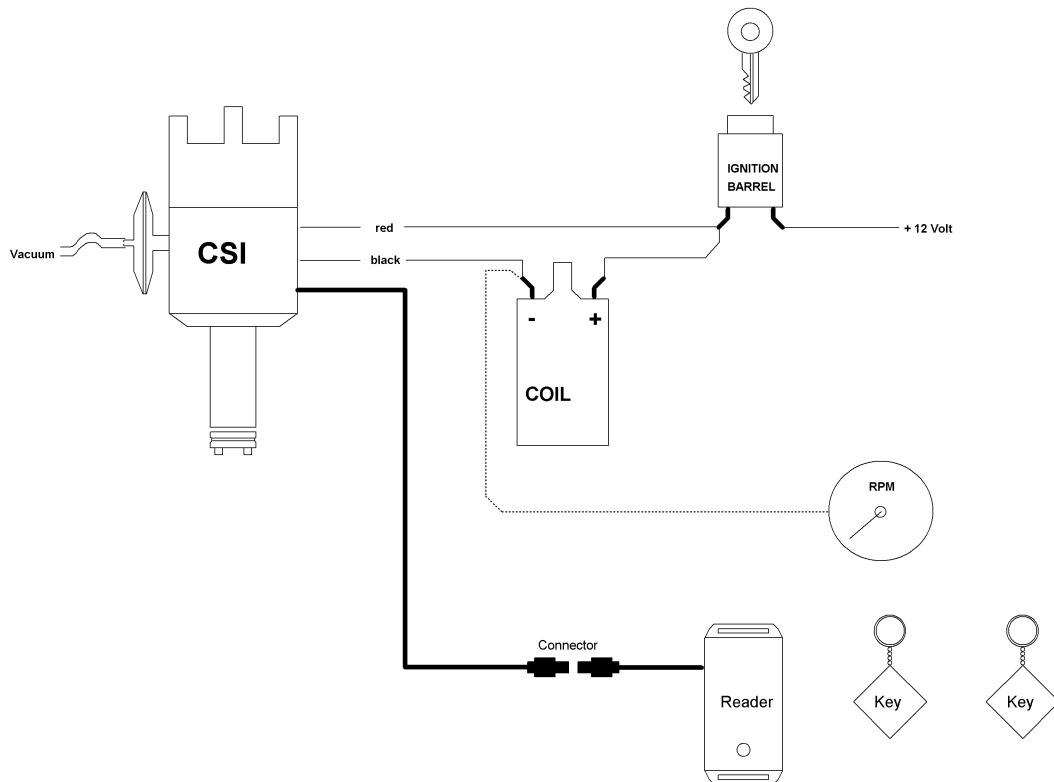 IGNITION
BARREL
red
+ 12 Volt
Vacuum
CSI
black
- +
COIL
RPM
Connector
Reader
Key
Key